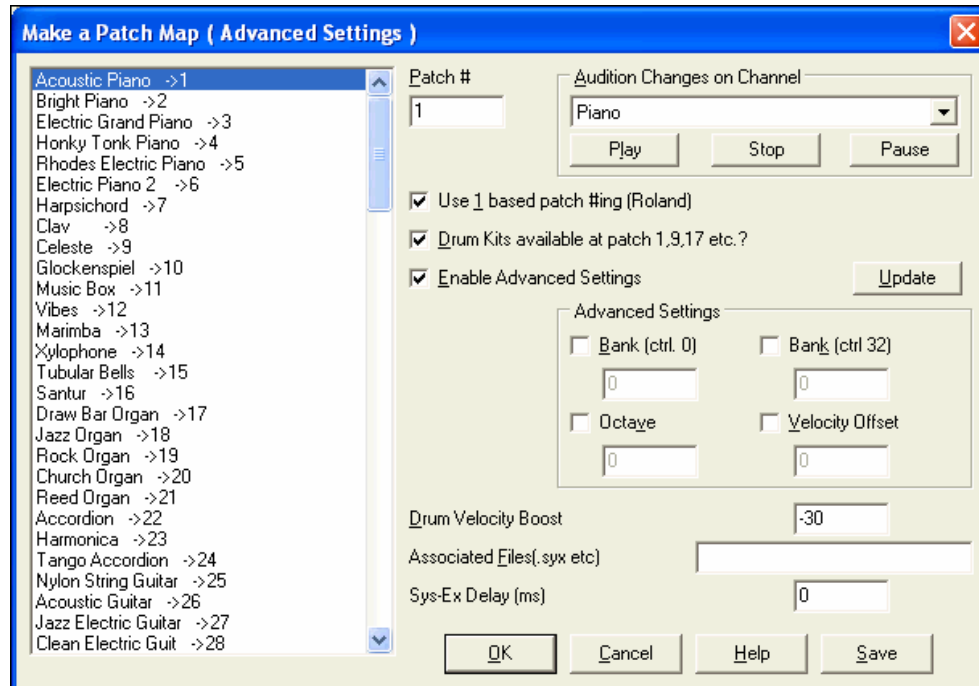 Make a Patch Map ( Advanced Settings )
Acoustic Piano ->1
Bright Piano ->2
Electric Grand Piano ->3
Honky Tonk Piano ->4
Rhodes Electric Piano ->5
Electric Piano 2 ->6
Harpsichord ->7
Clav ->8
Celeste ->9
Glockenspiel ->10
Music Box ->11
Vibes ->12
Marimba ->13
Xylophone ->14
Tubular Bells ->15
Santur ->16
Draw Bar Organ ->17
Jazz Organ ->18
Rock Organ ->19
Church Organ ->20
Reed Organ ->21
Accordion ->22
Harmonica ->23
Tango Accordion ->24
Nylon String Guitar ->25
Acoustic Guitar ->26
Jazz Electric Guitar ->27
Clean Electric Guit ->28
Patch #
1
Audition Changes on Channel
Piano
Play Stop Pause
Use 1 based patch #ing (Roland)
Drum Kits available at patch 1,9,17 etc.?
Enable Advanced Settings
Update
Advanced Settings
Bank (ctrl. 0) Bank (ctrl 32)
0 0
Octave Velocity Offset
0 0
Drum Velocity Boost -30
Associated Files(.syx etc)
Sys-Ex Delay (ms) 0
OK Cancel Help Save